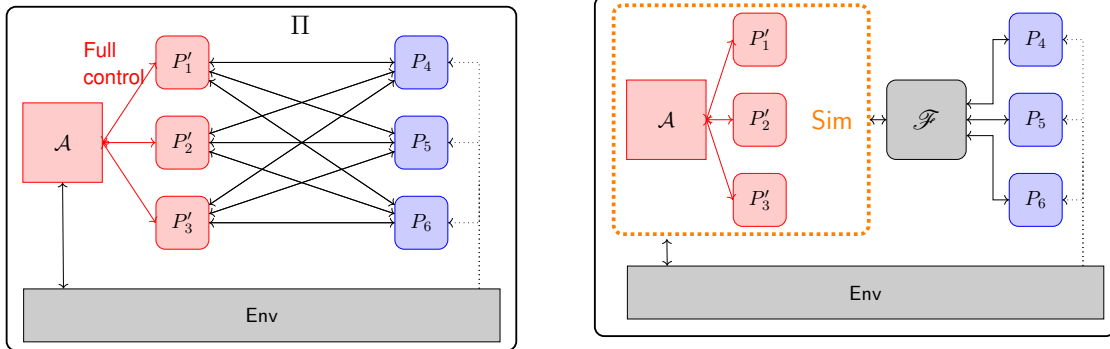 Π
Full
control
P′₁
P₄
𝒜
P′₂
P₅
P′₃
P₆
Env
P′₁
P₄
𝒜
P′₂
Sim
ℱ
P₅
P′₃
P₆
Env